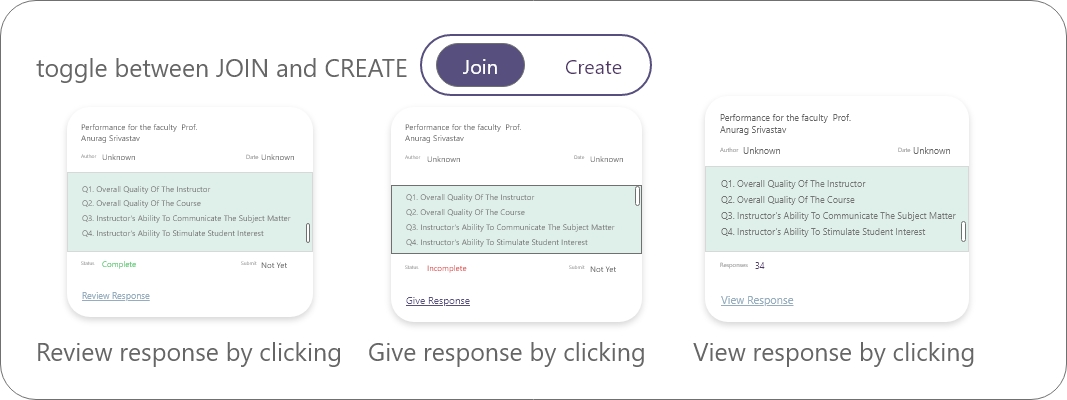 toggle between JOIN and CREATE
Join
Create
Performance for the faculty Prof.
Anurag Srivastav
Author Unknown
Date Unknown
Q1. Overall Quality Of The Instructor
Q2. Overall Quality Of The Course
Q3. Instructor's Ability To Communicate The Subject Matter
Q4. Instructor's Ability To Stimulate Student Interest
Status Complete
Submit Not Yet
Review Response
Review response by clicking
Performance for the faculty Prof.
Anurag Srivastav
Author Unknown
Date Unknown
Q1. Overall Quality Of The Instructor
Q2. Overall Quality Of The Course
Q3. Instructor's Ability To Communicate The Subject Matter
Q4. Instructor's Ability To Stimulate Student Interest
Status Incomplete
Submit Not Yet
Give Response
Give response by clicking
Performance for the faculty Prof.
Anurag Srivastav
Author Unknown
Date Unknown
Q1. Overall Quality Of The Instructor
Q2. Overall Quality Of The Course
Q3. Instructor's Ability To Communicate The Subject Matter
Q4. Instructor's Ability To Stimulate Student Interest
Responses 34
View Response
View response by clicking